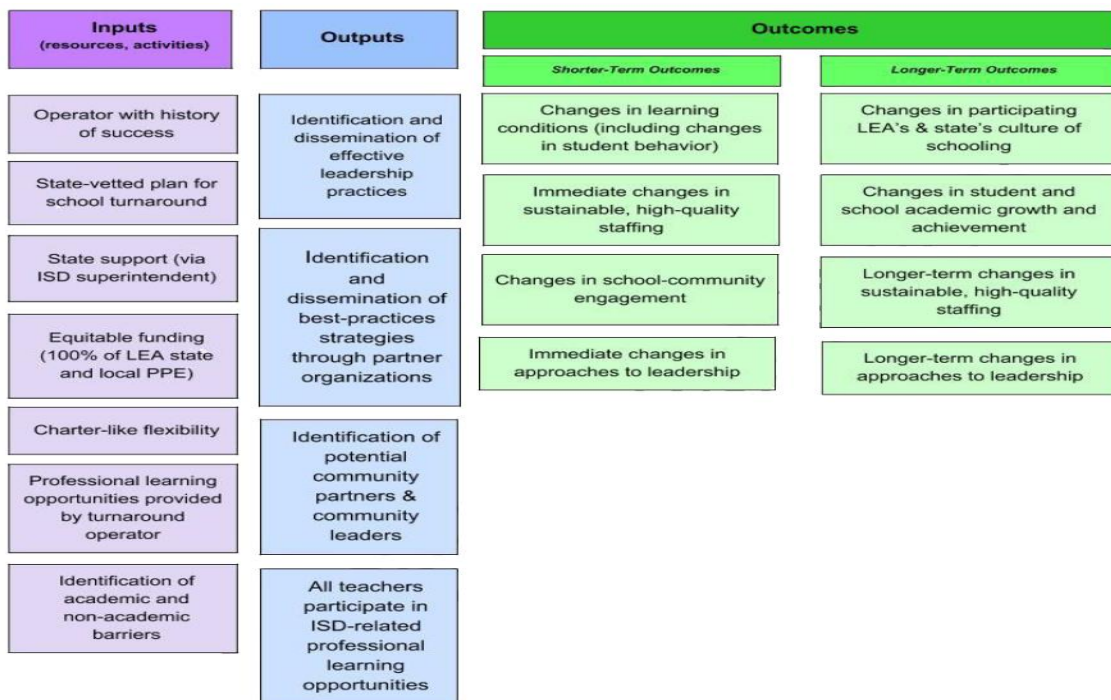 Inputs
(resources, activities)
Operator with history
of success
State-vetted plan for
school turnaround
State support (via
ISD superintendent)
Equitable funding
(100% of LEA state
and local PPE)
Charter-like flexibility
Professional learning
opportunities provided
by turnaround
operator
Identification of
academic and
non-academic
barriers
Outputs
Identification and
dissemination of
effective
leadership
practices
Identification
and
dissemination of
best-practices
strategies
through partner
organizations
Identification of
potential
community
partners &
community
leaders
All teachers
participate in
ISD-related
professional
learning
opportunities
Outcomes
Shorter-Term Outcomes
Changes in learning
conditions (including changes
in student behavior)
Immediate changes in
sustainable, high-quality
staffing
Changes in school-community
engagement
Immediate changes in
approaches to leadership
Longer-Term Outcomes
Changes in participating
LEA's & state's culture of
schooling
Changes in student and
school academic growth and
achievement
Longer-term changes in
sustainable, high-quality
staffing
Longer-term changes in
approaches to leadership